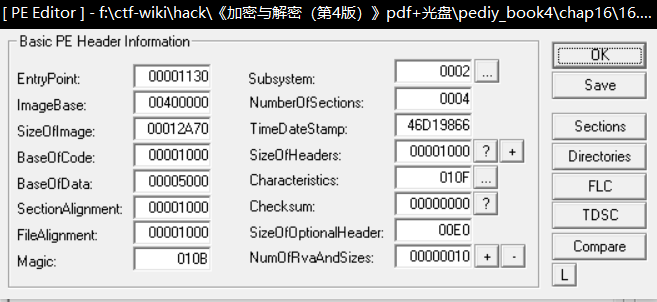 [ PE Editor ] - f:\ctf-wiki\hack\《加密与解密（第4版）》pdf+光盘\pediy_book4\chap16\16....
Basic PE Header Information
EntryPoint: 00001130
ImageBase: 00400000
SizeOfImage: 00012A70
BaseOfCode: 00001000
BaseOfData: 00005000
SectionAlignment: 00001000
FileAlignment: 00001000
Magic: 010B
Subsystem: 0002 ...
NumberOfSections: 0004
TimeDateStamp: 46D19866
SizeOfHeaders: 00001000 ? +
Characteristics: 010F ...
Checksum: 00000000 ?
SizeOfOptionalHeader: 00E0
NumOfRvaAndSizes: 00000010 + -
OK
Save
Sections
Directories
FLC
TDSC
Compare
L